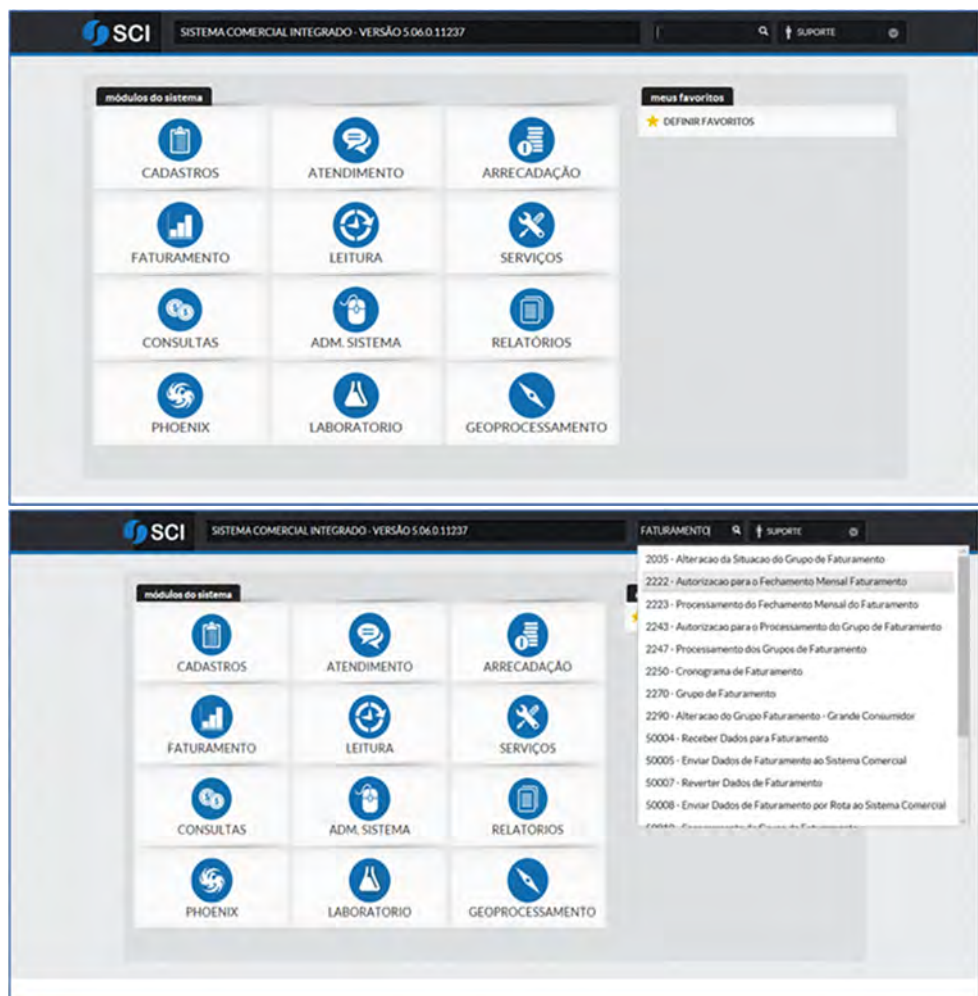 SCI SISTEMA COMERCIAL INTEGRADO - VERSÃO 5.06.0.11237 SUPORTE
módulos do sistema meus favoritos
DEFINIR FAVORITOS
CADASTROS ATENDIMENTO ARRECADAÇÃO
FATURAMENTO LEITURA SERVIÇOS
CONSULTAS ADM. SISTEMA RELATÓRIOS
PHOENIX LABORATORIO GEOPROCESSAMENTO
SCI SISTEMA COMERCIAL INTEGRADO - VERSÃO 5.06.0.11237 FATURAMENTO SUPORTE
módulos do sistema
CADASTROS ATENDIMENTO ARRECADAÇÃO
FATURAMENTO LEITURA SERVIÇOS
CONSULTAS ADM. SISTEMA RELATÓRIOS
PHOENIX LABORATORIO GEOPROCESSAMENTO
2035 - Alteracao da Situacao do Grupo de Faturamento
2222 - Autorizacao para o Fechamento Mensal Faturamento
2223 - Processamento do Fechamento Mensal do Faturamento
2243 - Autorizacao para o Processamento do Grupo de Faturamento
2247 - Processamento dos Grupos de Faturamento
2250 - Cronograma de Faturamento
2270 - Grupo de Faturamento
2290 - Alteracao do Grupo Faturamento - Grande Consumidor
50004 - Receber Dados para Faturamento
50005 - Enviar Dados de Faturamento ao Sistema Comercial
50007 - Reverter Dados de Faturamento
50008 - Enviar Dados de Faturamento por Rota ao Sistema Comercial